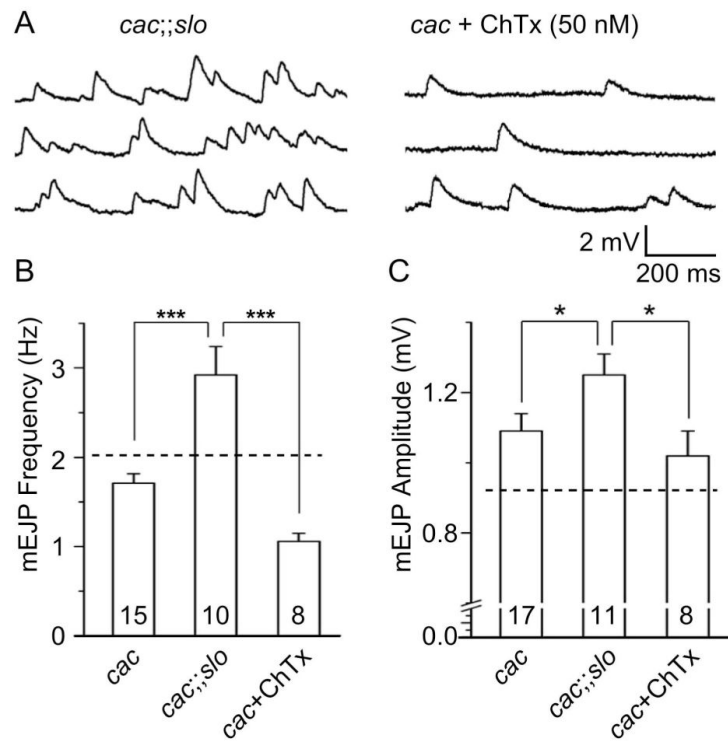 A
cac;;slo
cac + ChTx (50 nM)
2 mV
200 ms
B
mEJP Frequency (Hz)
3
2
1
0
***
***
15
10
8
cac
cac;;slo
cac+ChTx
C
mEJP Amplitude (mV)
1.2
0.8
0.0
*
*
17
11
8
cac
cac;;slo
cac+ChTx